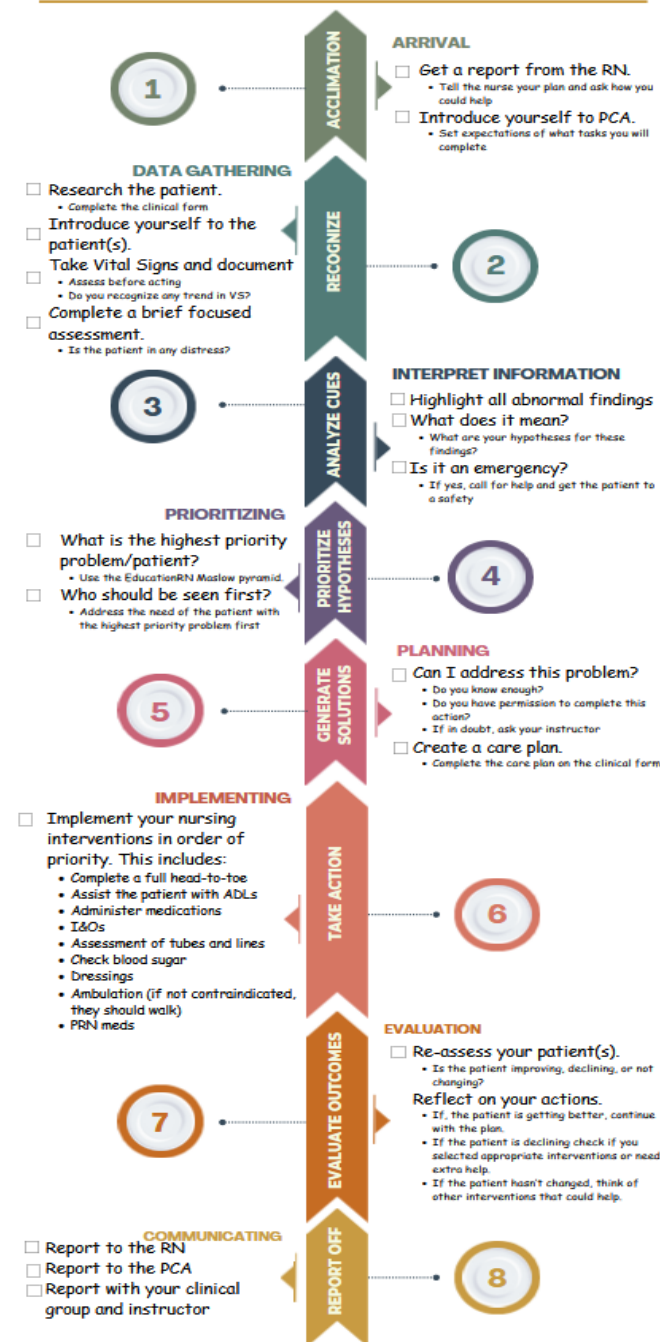 1
ACCLIMATION
ARRIVAL
Get a report from the RN.
• Tell the nurse your plan and ask how you
could help
Introduce yourself to PCA.
• Set expectations of what tasks you will
complete
DATA GATHERING
Research the patient.
• Complete the clinical form
Introduce yourself to the
patient(s).
Take Vital Signs and document
• Assess before acting
• Do you recognize any trend in VS?
Complete a brief focused
assessment.
• Is the patient in any distress?
RECOGNIZE
2
3
ANALYZE CUES
INTERPRET INFORMATION
Highlight all abnormal findings
What does it mean?
• What are your hypotheses for these
findings?
Is it an emergency?
• If yes, call for help and get the patient to
a safety
PRIORITIZING
What is the highest priority
problem/patient?
• Use the EducationRN Maslow pyramid.
Who should be seen first?
• Address the need of the patient with
the highest priority problem first
PRIORITIZE
HYPOTHESES
4
5
GENERATE
SOLUTIONS
PLANNING
Can I address this problem?
• Do you know enough?
• Do you have permission to complete this
action?
• If in doubt, ask your instructor
Create a care plan.
• Complete the care plan on the clinical form
IMPLEMENTING
Implement your nursing
interventions in order of
priority. This includes:
• Complete a full head-to-toe
• Assist the patient with ADLs
• Administer medications
• I&Os
• Assessment of tubes and lines
• Check blood sugar
• Dressings
• Ambulation (if not contraindicated,
they should walk)
• PRN meds
TAKE ACTION
6
7
EVALUATE OUTCOMES
EVALUATION
Re-assess your patient(s).
• Is the patient improving, declining, or not
changing?
Reflect on your actions.
• If, the patient is getting better, continue
with the plan.
• If the patient is declining check if you
selected appropriate interventions or need
extra help.
• If the patient hasn't changed, think of
other interventions that could help.
COMMUNICATING
Report to the RN
Report to the PCA
Report with your clinical
group and instructor
REPORT OFF
8